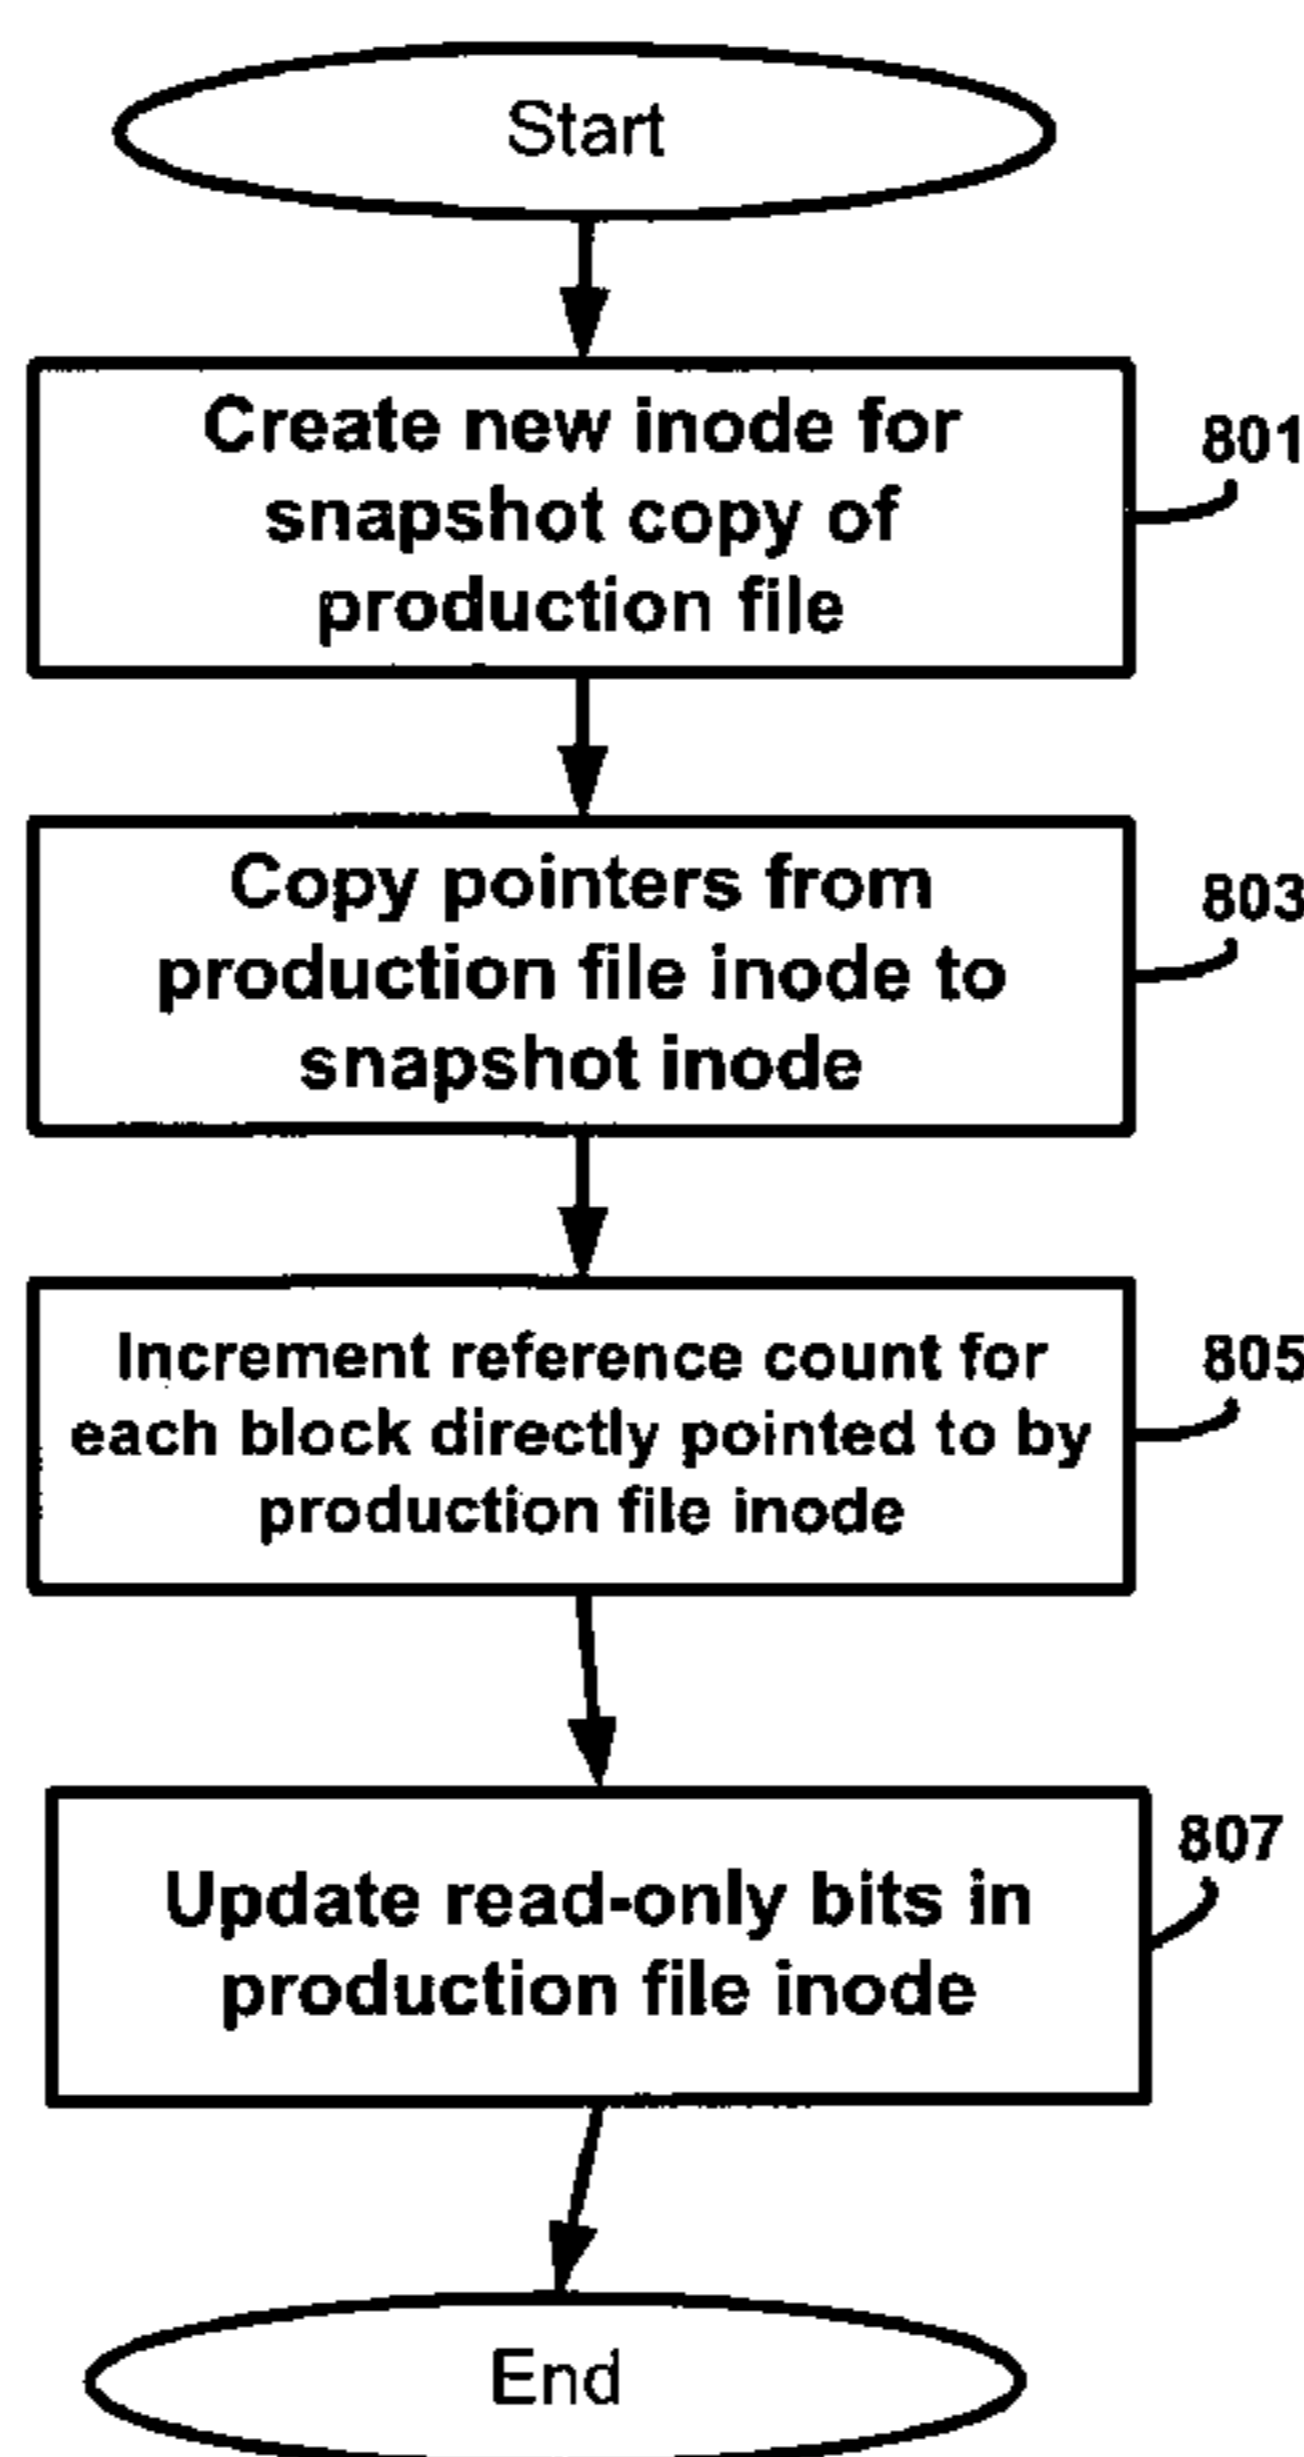 Start
Create new inode for
snapshot copy of
production file
801
Copy pointers from
production file inode to
snapshot inode
803
Increment reference count for
each block directly pointed to by
production file inode
805
Update read-only bits in
production file inode
807
End